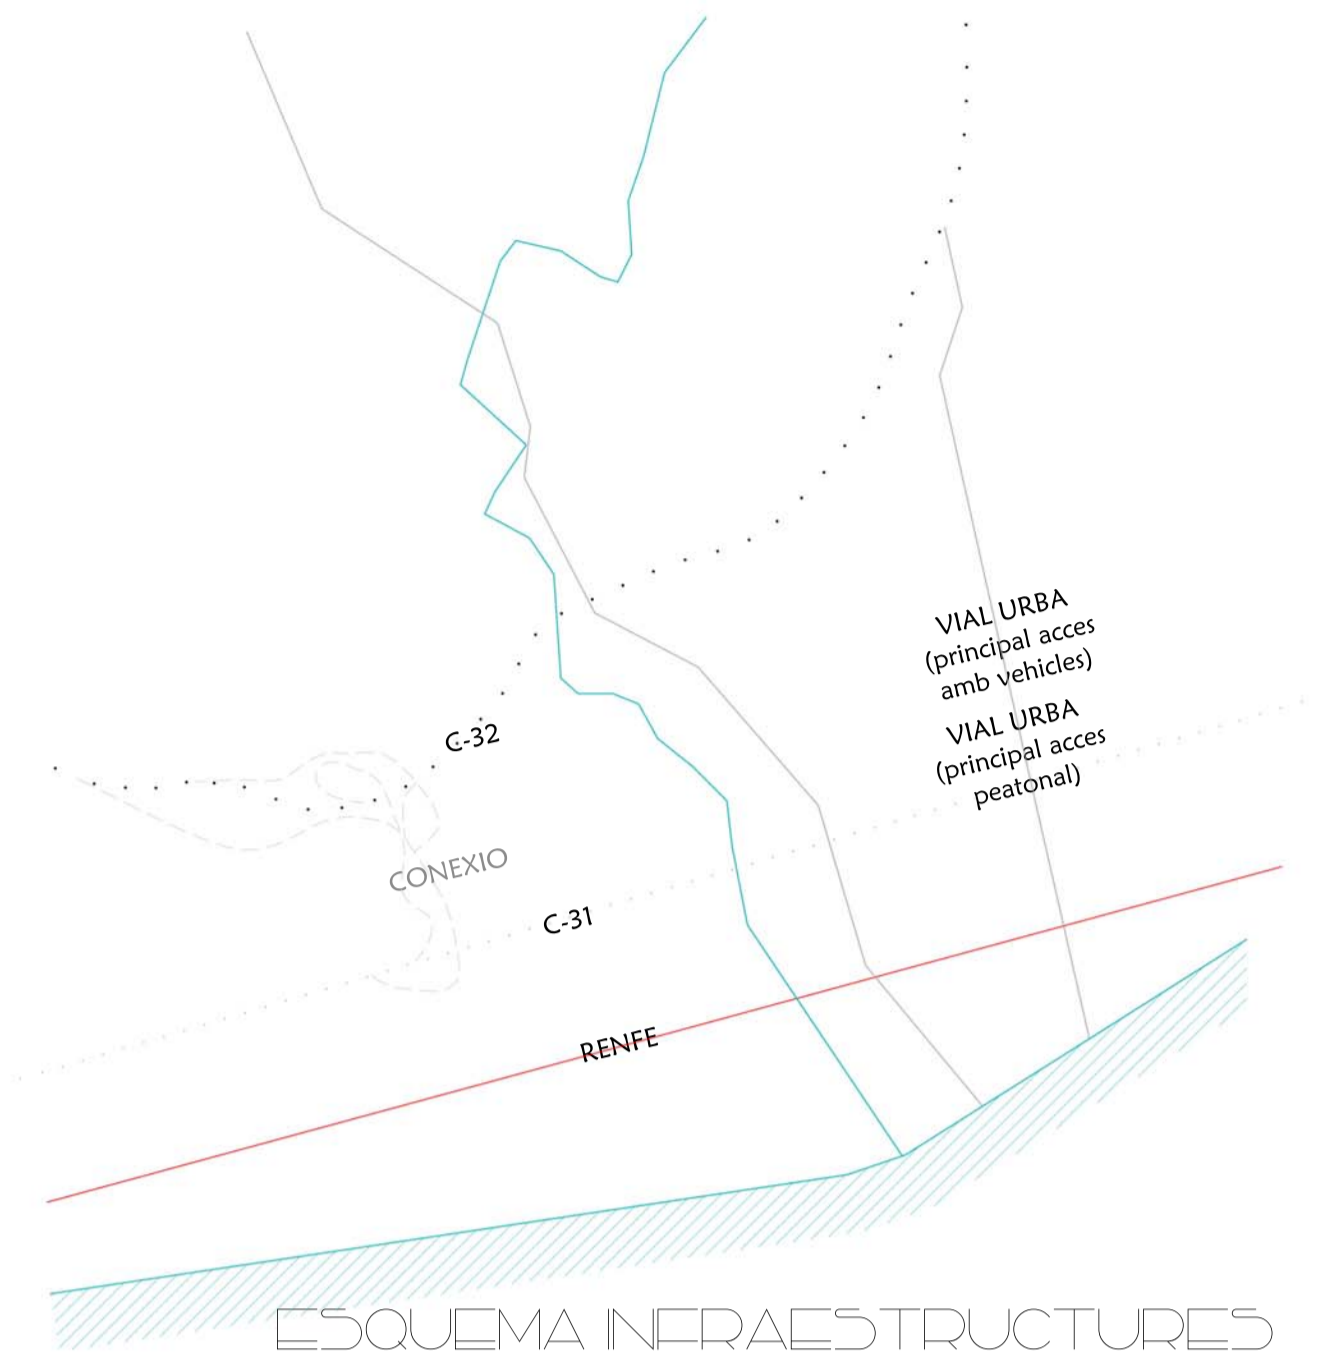 VIAL URBA
(principal acces
amb vehicles)
VIAL URBA
(principal acces
peatonal)
C-32
CONEXIO
C-31
RENFE
ESQUEMA INFRAESTRUCTURES